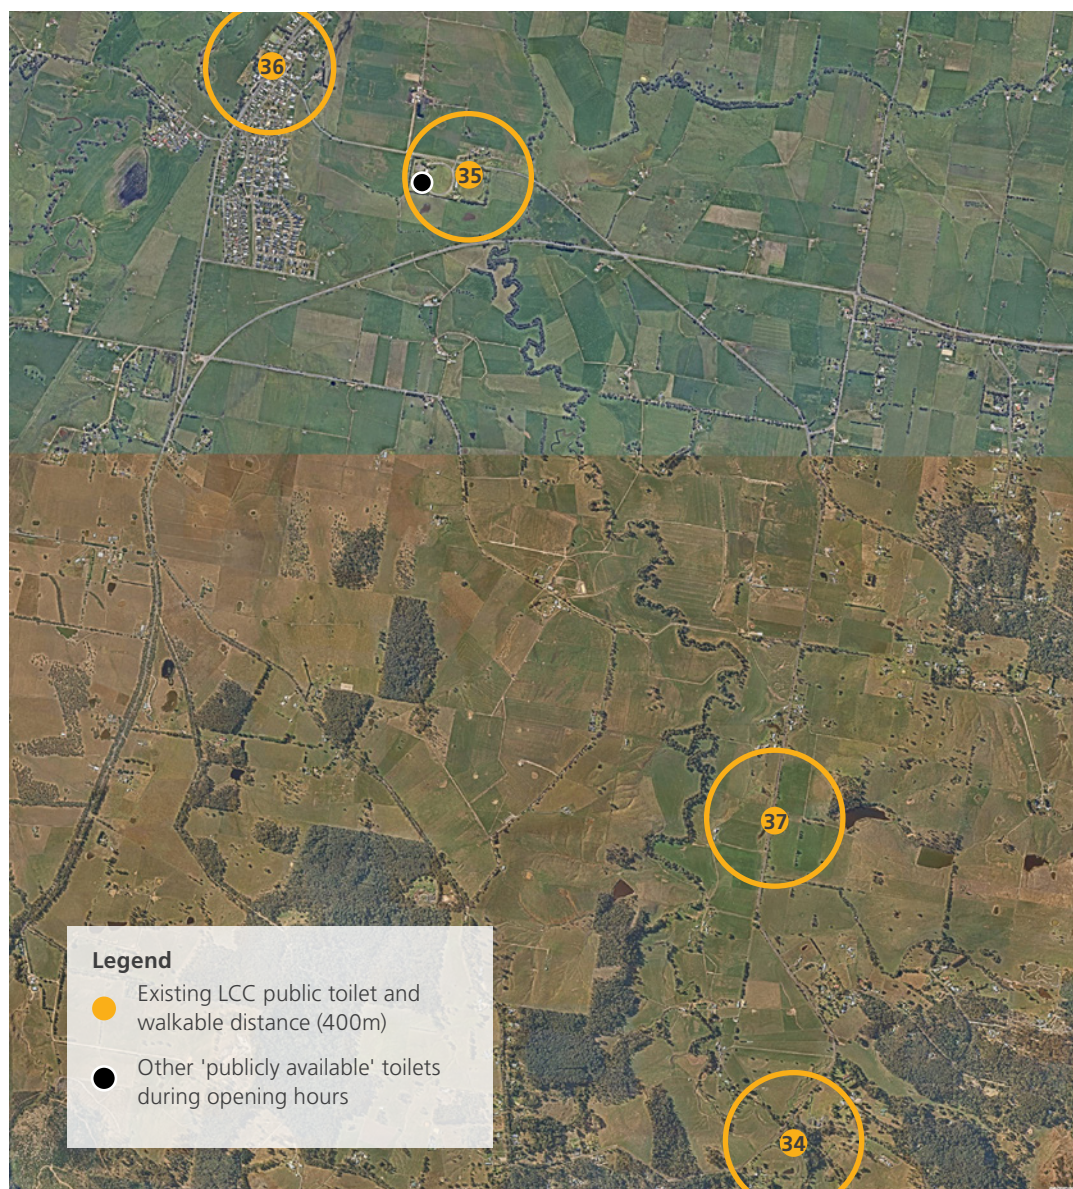 36
35
37
34
Legend
Existing LCC public toilet and
walkable distance (400m)
Other 'publicly available' toilets
during opening hours